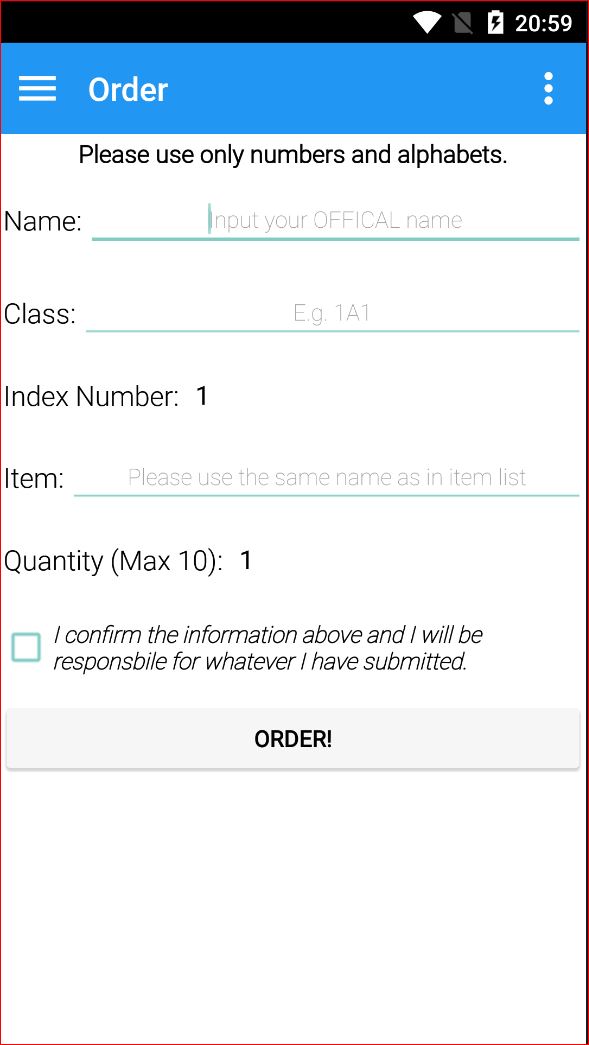 20:59
Order
Please use only numbers and alphabets.
Name: Input your OFFICAL name
Class: E.g. 1A1
Index Number: 1
Item: Please use the same name as in item list
Quantity (Max 10): 1
I confirm the information above and I will be
responsbile for whatever I have submitted.
ORDER!